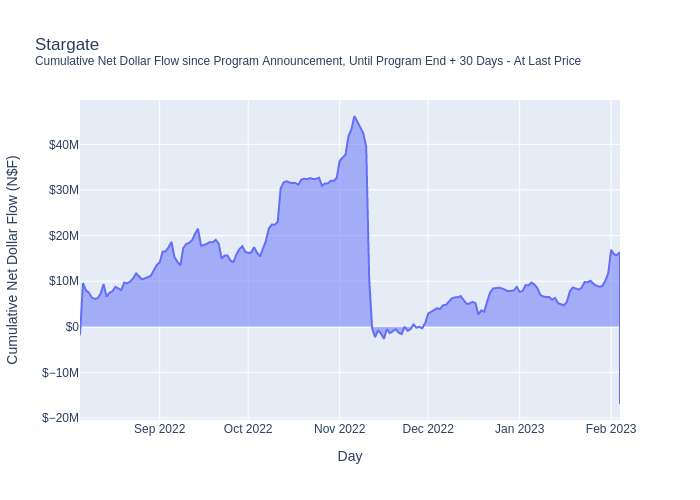 Stargate
Cumulative Net Dollar Flow since Program Announcement, Until Program End + 30 Days - At Last Price
Cumulative Net Dollar Flow (N$F)
$40M
$30M
$20M
$10M
$0
$−10M
$−20M
Sep 2022
Oct 2022
Nov 2022
Dec 2022
Jan 2023
Feb 2023
Day